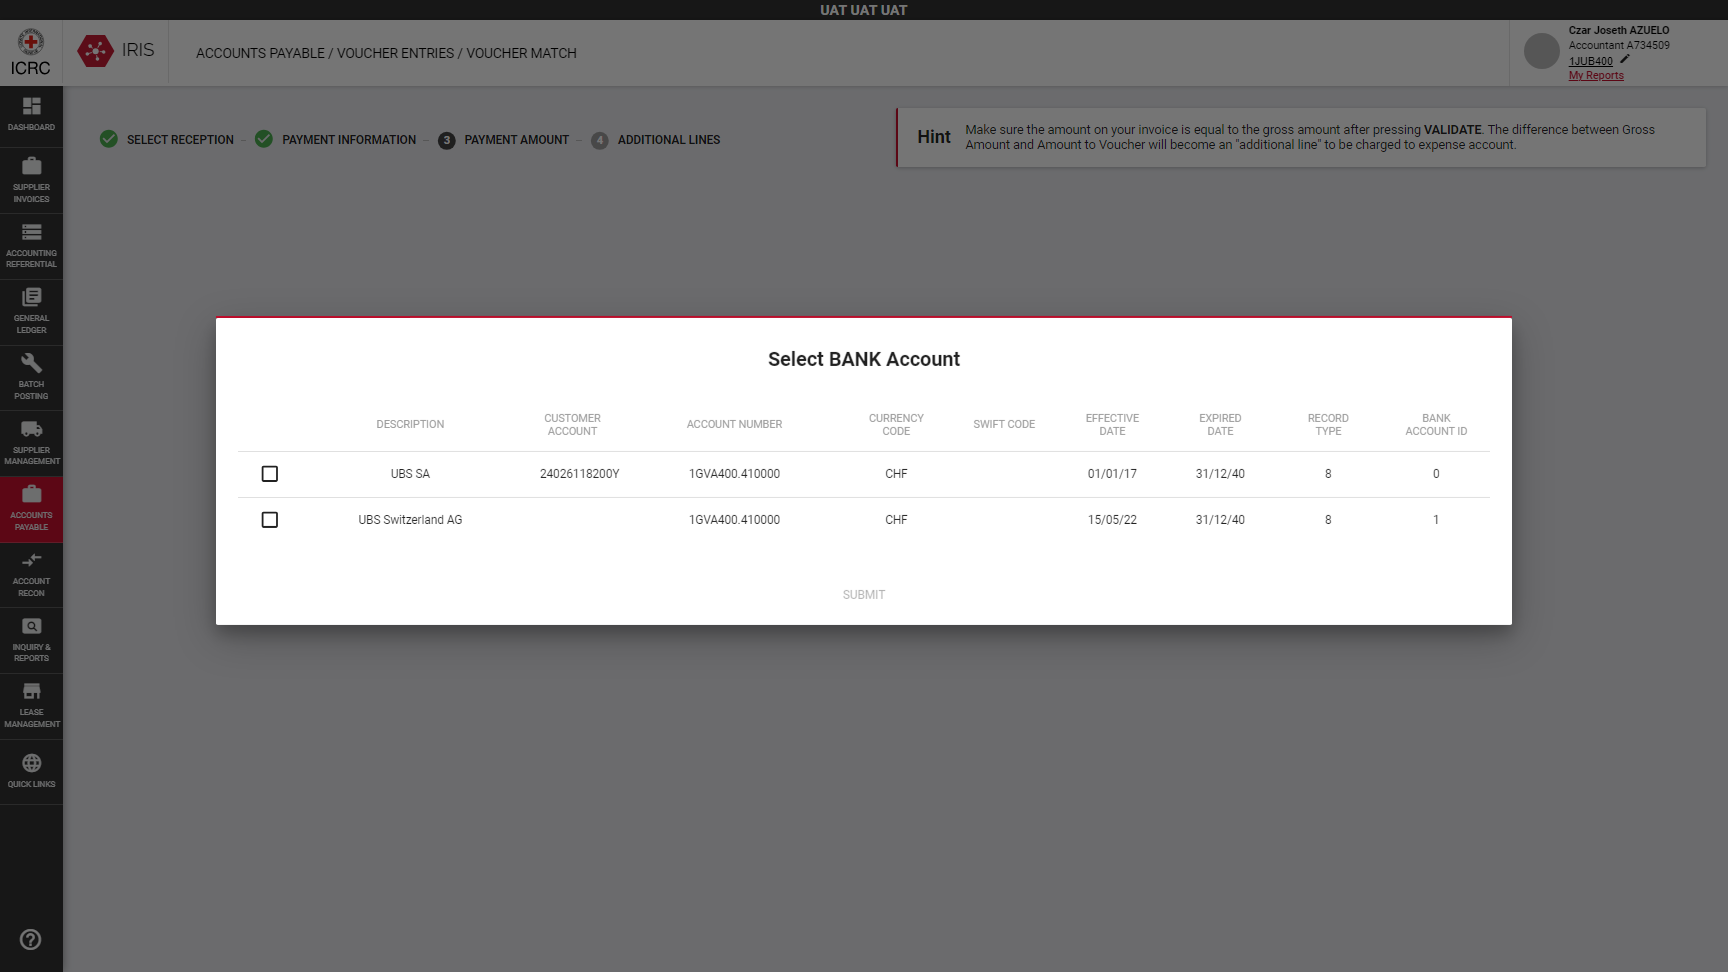 UAT UAT UAT
ICRC
IRIS
ACCOUNTS PAYABLE / VOUCHER ENTRIES / VOUCHER MATCH
Czar Joseth AZUELO
Accountant A734509
1JUB400
My Reports
DASHBOARD
SUPPLIER
INVOICES
ACCOUNTING
REFERENTIAL
GENERAL
LEDGER
BATCH
POSTING
SUPPLIER
MANAGEMENT
ACCOUNTS
PAYABLE
ACCOUNT
RECON
INQUIRY &
REPORTS
LEASE
MANAGEMENT
QUICK LINKS
SELECT RECEPTION – PAYMENT INFORMATION – 3 PAYMENT AMOUNT – 4 ADDITIONAL LINES
Hint
Make sure the amount on your invoice is equal to the gross amount after pressing VALIDATE. The difference between Gross
Amount and Amount to Voucher will become an "additional line" to be charged to expense account.
Select BANK Account
DESCRIPTION CUSTOMER ACCOUNT ACCOUNT NUMBER CURRENCY CODE SWIFT CODE EFFECTIVE DATE EXPIRED DATE RECORD TYPE BANK ACCOUNT ID
UBS SA 24026118200Y 1GVA400.410000 CHF 01/01/17 31/12/40 8 0
UBS Switzerland AG 1GVA400.410000 CHF 15/05/22 31/12/40 8 1
SUBMIT